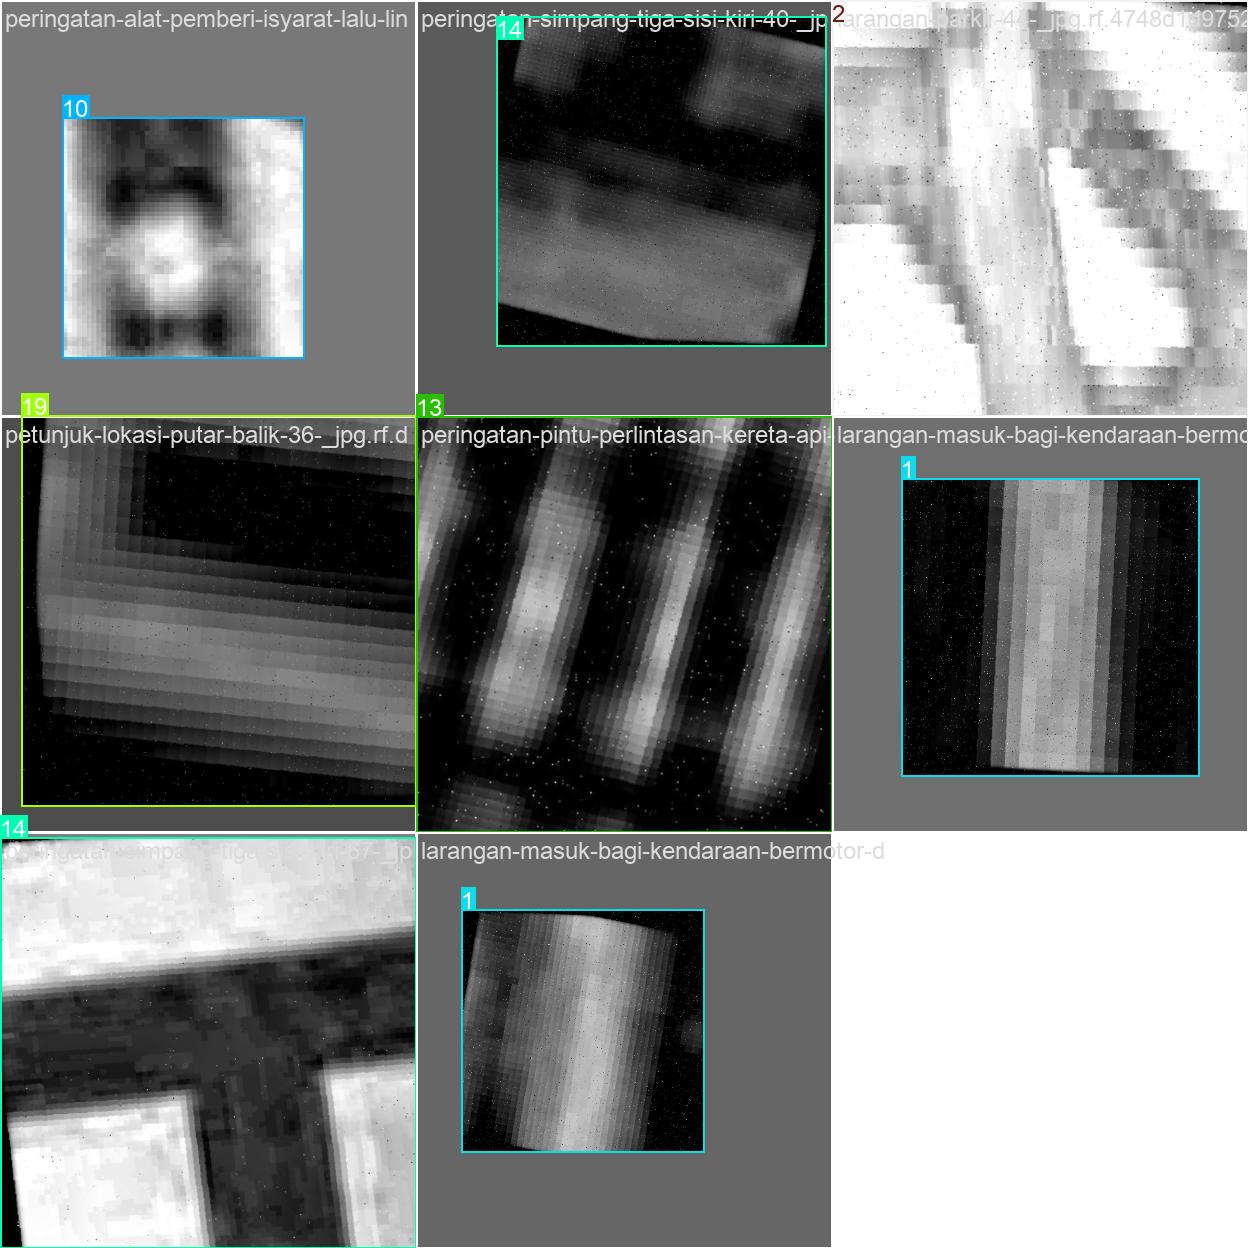 peringatan-alat-pemberi-isyarat-lalu-lin
10
peringatan-simpang-tiga-sisi-kiri-40-_jp
14
2
19
petunjuk-lokasi-putar-balik-36-_jpg.rf.d
13
peringatan-pintu-perlintasan-kereta-api-
larangan-masuk-bagi-kendaraan-bermo
1
14
larangan-masuk-bagi-kendaraan-bermotor-d
1